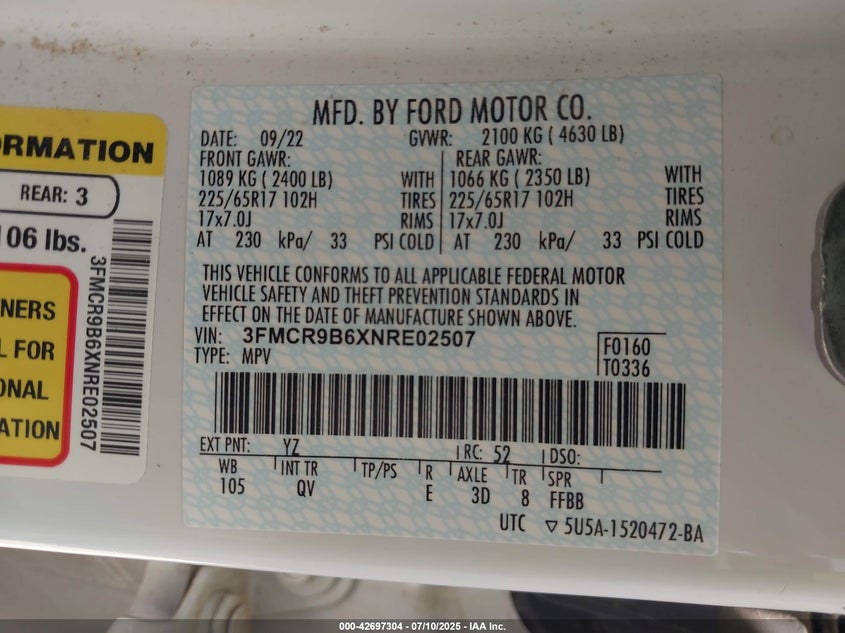 ORMATION
REAR: 3
106 lbs.
3FMCR9B6XNRE02507
NERS
L FOR
ONAL
ATION
MFD. BY FORD MOTOR CO.
DATE: 09/22 GVWR: 2100 KG ( 4630 LB)
FRONT GAWR: REAR GAWR:
1089 KG ( 2400 LB) WITH 1066 KG ( 2350 LB) WITH
225/65R17 102H TIRES 225/65R17 102H TIRES
17x7.0J RIMS 17x7.0J RIMS
AT 230 kPa/ 33 PSI COLD AT 230 kPa/ 33 PSI COLD
THIS VEHICLE CONFORMS TO ALL APPLICABLE FEDERAL MOTOR
VEHICLE SAFETY AND THEFT PREVENTION STANDARDS IN
EFFECT ON THE DATE OF MANUFACTURE SHOWN ABOVE.
VIN: 3FMCR9B6XNRE02507
TYPE: MPV
F0160
T0336
EXT PNT: YZ RC: 52 DSO:
WB INT TR TP/PS R AXLE TR SPR
105 QV E 3D 8 FFBB
UTC ▽ 5U5A-1520472-BA
000-42697304 / 07/10/2025 - IAA Inc.